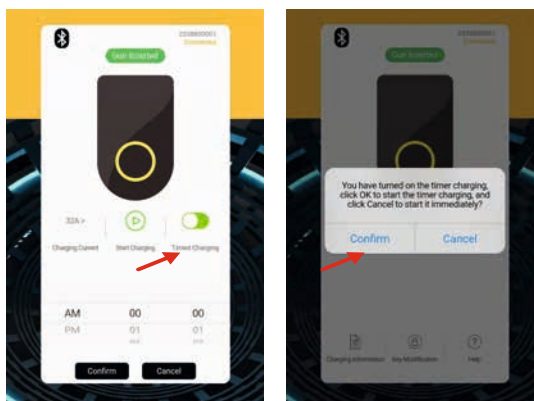 Gun Inserted
32A >
Charging Current
Start Charging
Timed Charging
AM 00 00
PM 01 01
Confirm
Cancel
Gun Inserted
You have turned on the timer charging,
click OK to start the timer charging, and
click Cancel to start it immediately?
Confirm
Cancel
Charging Information
Key Modification
Help